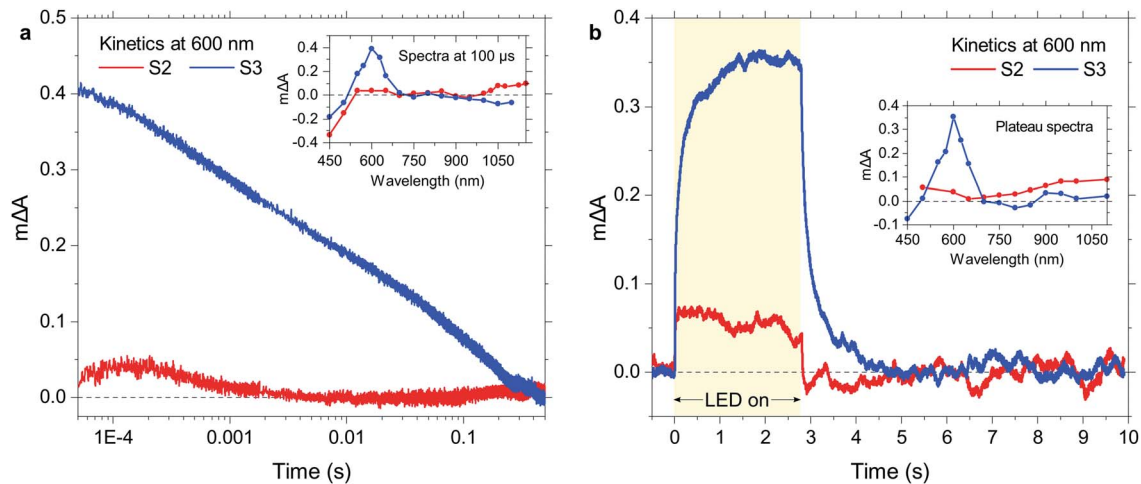 a
Kinetics at 600 nm
S2 S3
Spectra at 100 µs
mΔA
0.4
0.2
0.0
-0.2
-0.4
450 600 750 900 1050
Wavelength (nm)
0.5
0.4
0.3
0.2
0.1
0.0
mΔA
1E-4 0.001 0.01 0.1
Time (s)
b
Kinetics at 600 nm
S2 S3
Plateau spectra
mΔA
0.4
0.3
0.2
0.1
0.0
-0.1
450 600 750 900 1050
Wavelength (nm)
0.4
0.3
0.2
0.1
0.0
mΔA
LED on
0 1 2 3 4 5 6 7 8 9 10
Time (s)